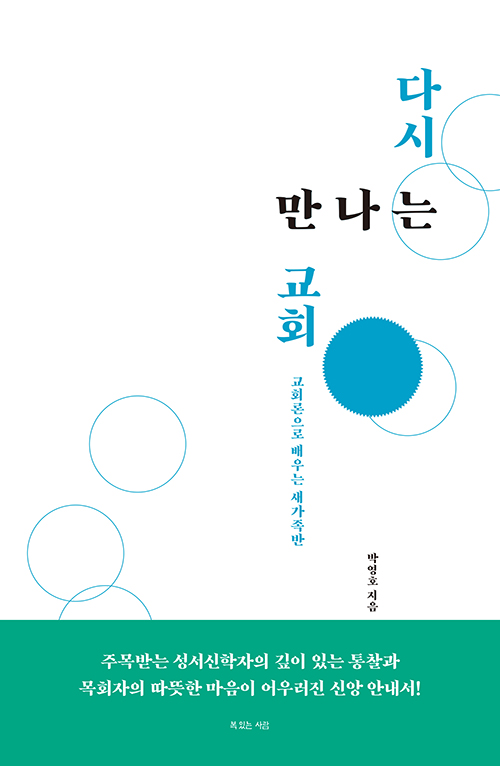 다시
만나는
교회
교회론으로 배우는 새가족반
박영호 지음
주목받는 성서신학자의 깊이 있는 통찰과
목회자의 따뜻한 마음이 어우러진 신앙 안내서!
복 있는 사람